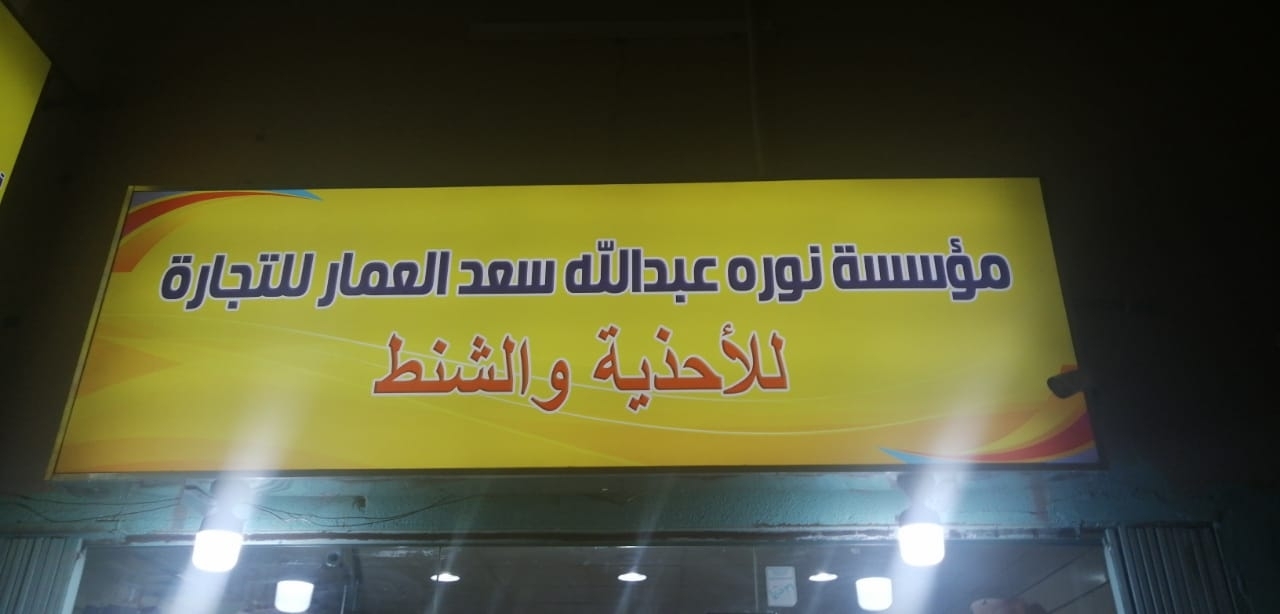 مؤسسة نوره عبدالله سعد العمار للتجارة
للأحذية والشنط